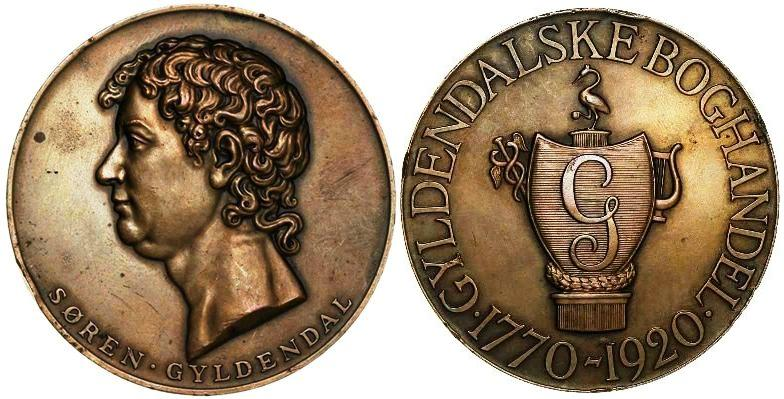 SØREN · GYLDENDAL
· GYLDENDALSKE BOGHANDEL ·
1770-1920
G